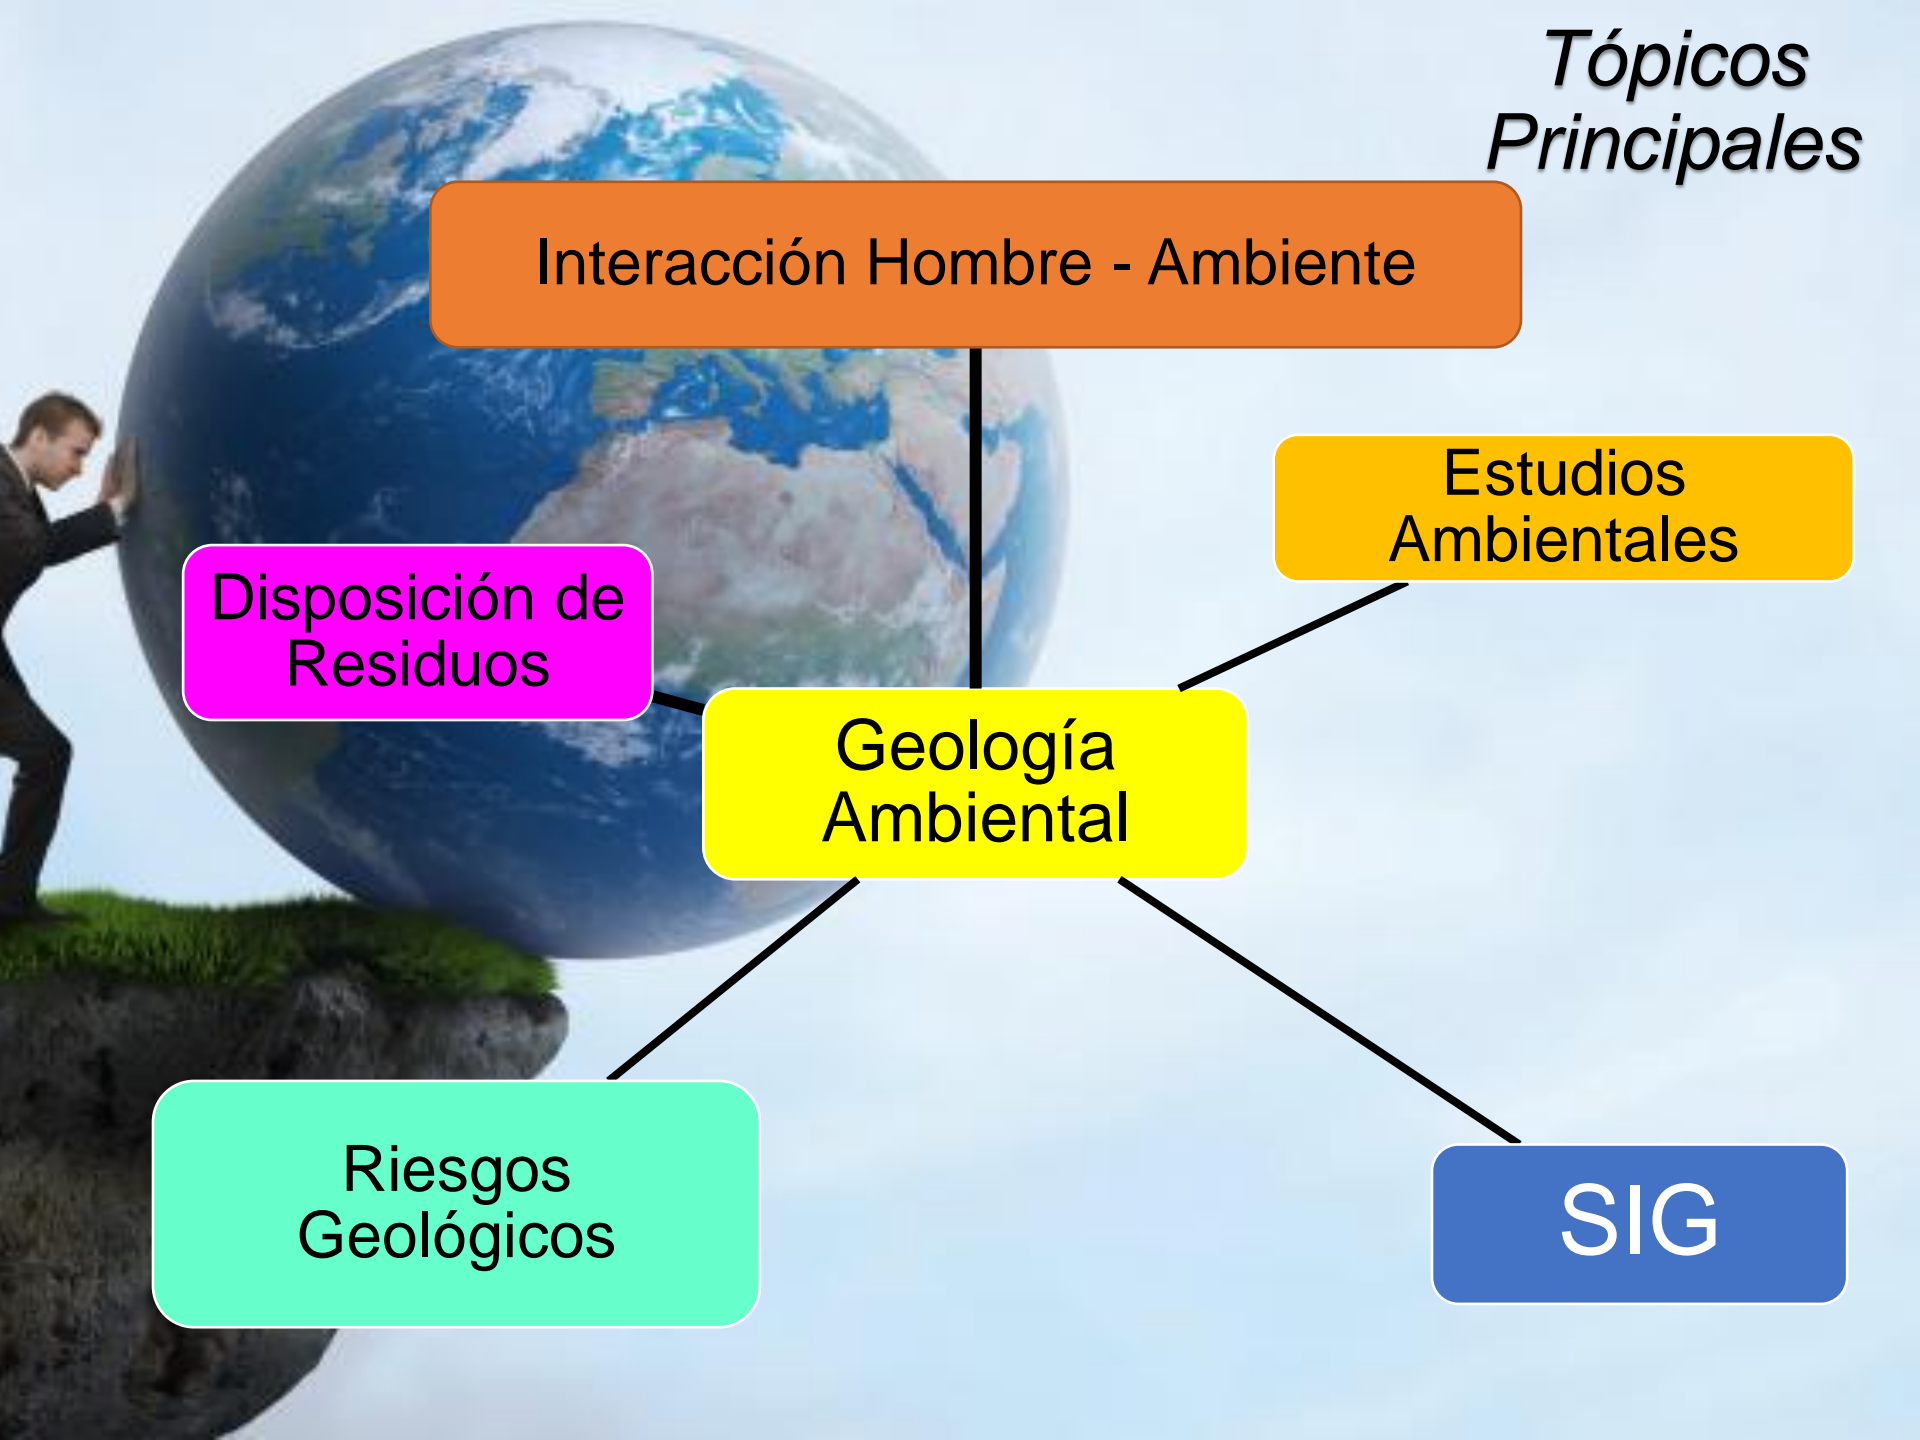 Tópicos
Principales
Interacción Hombre - Ambiente
Estudios
Ambientales
Disposición de
Residuos
Geología
Ambiental
Riesgos
Geológicos
SIG